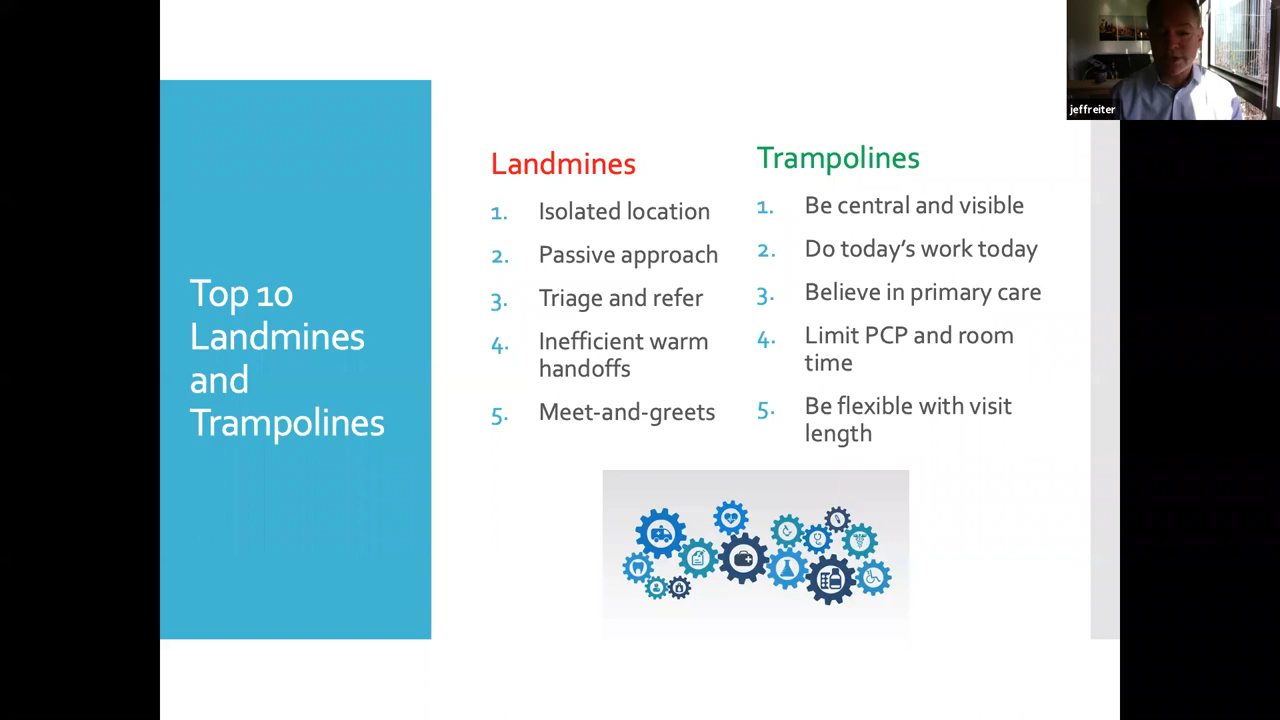 jeffreiter
Top 10
Landmines
and
Trampolines
Landmines
1. Isolated location
2. Passive approach
3. Triage and refer
4. Inefficient warm
handoffs
5. Meet-and-greets
Trampolines
1. Be central and visible
2. Do today's work today
3. Believe in primary care
4. Limit PCP and room
time
5. Be flexible with visit
length